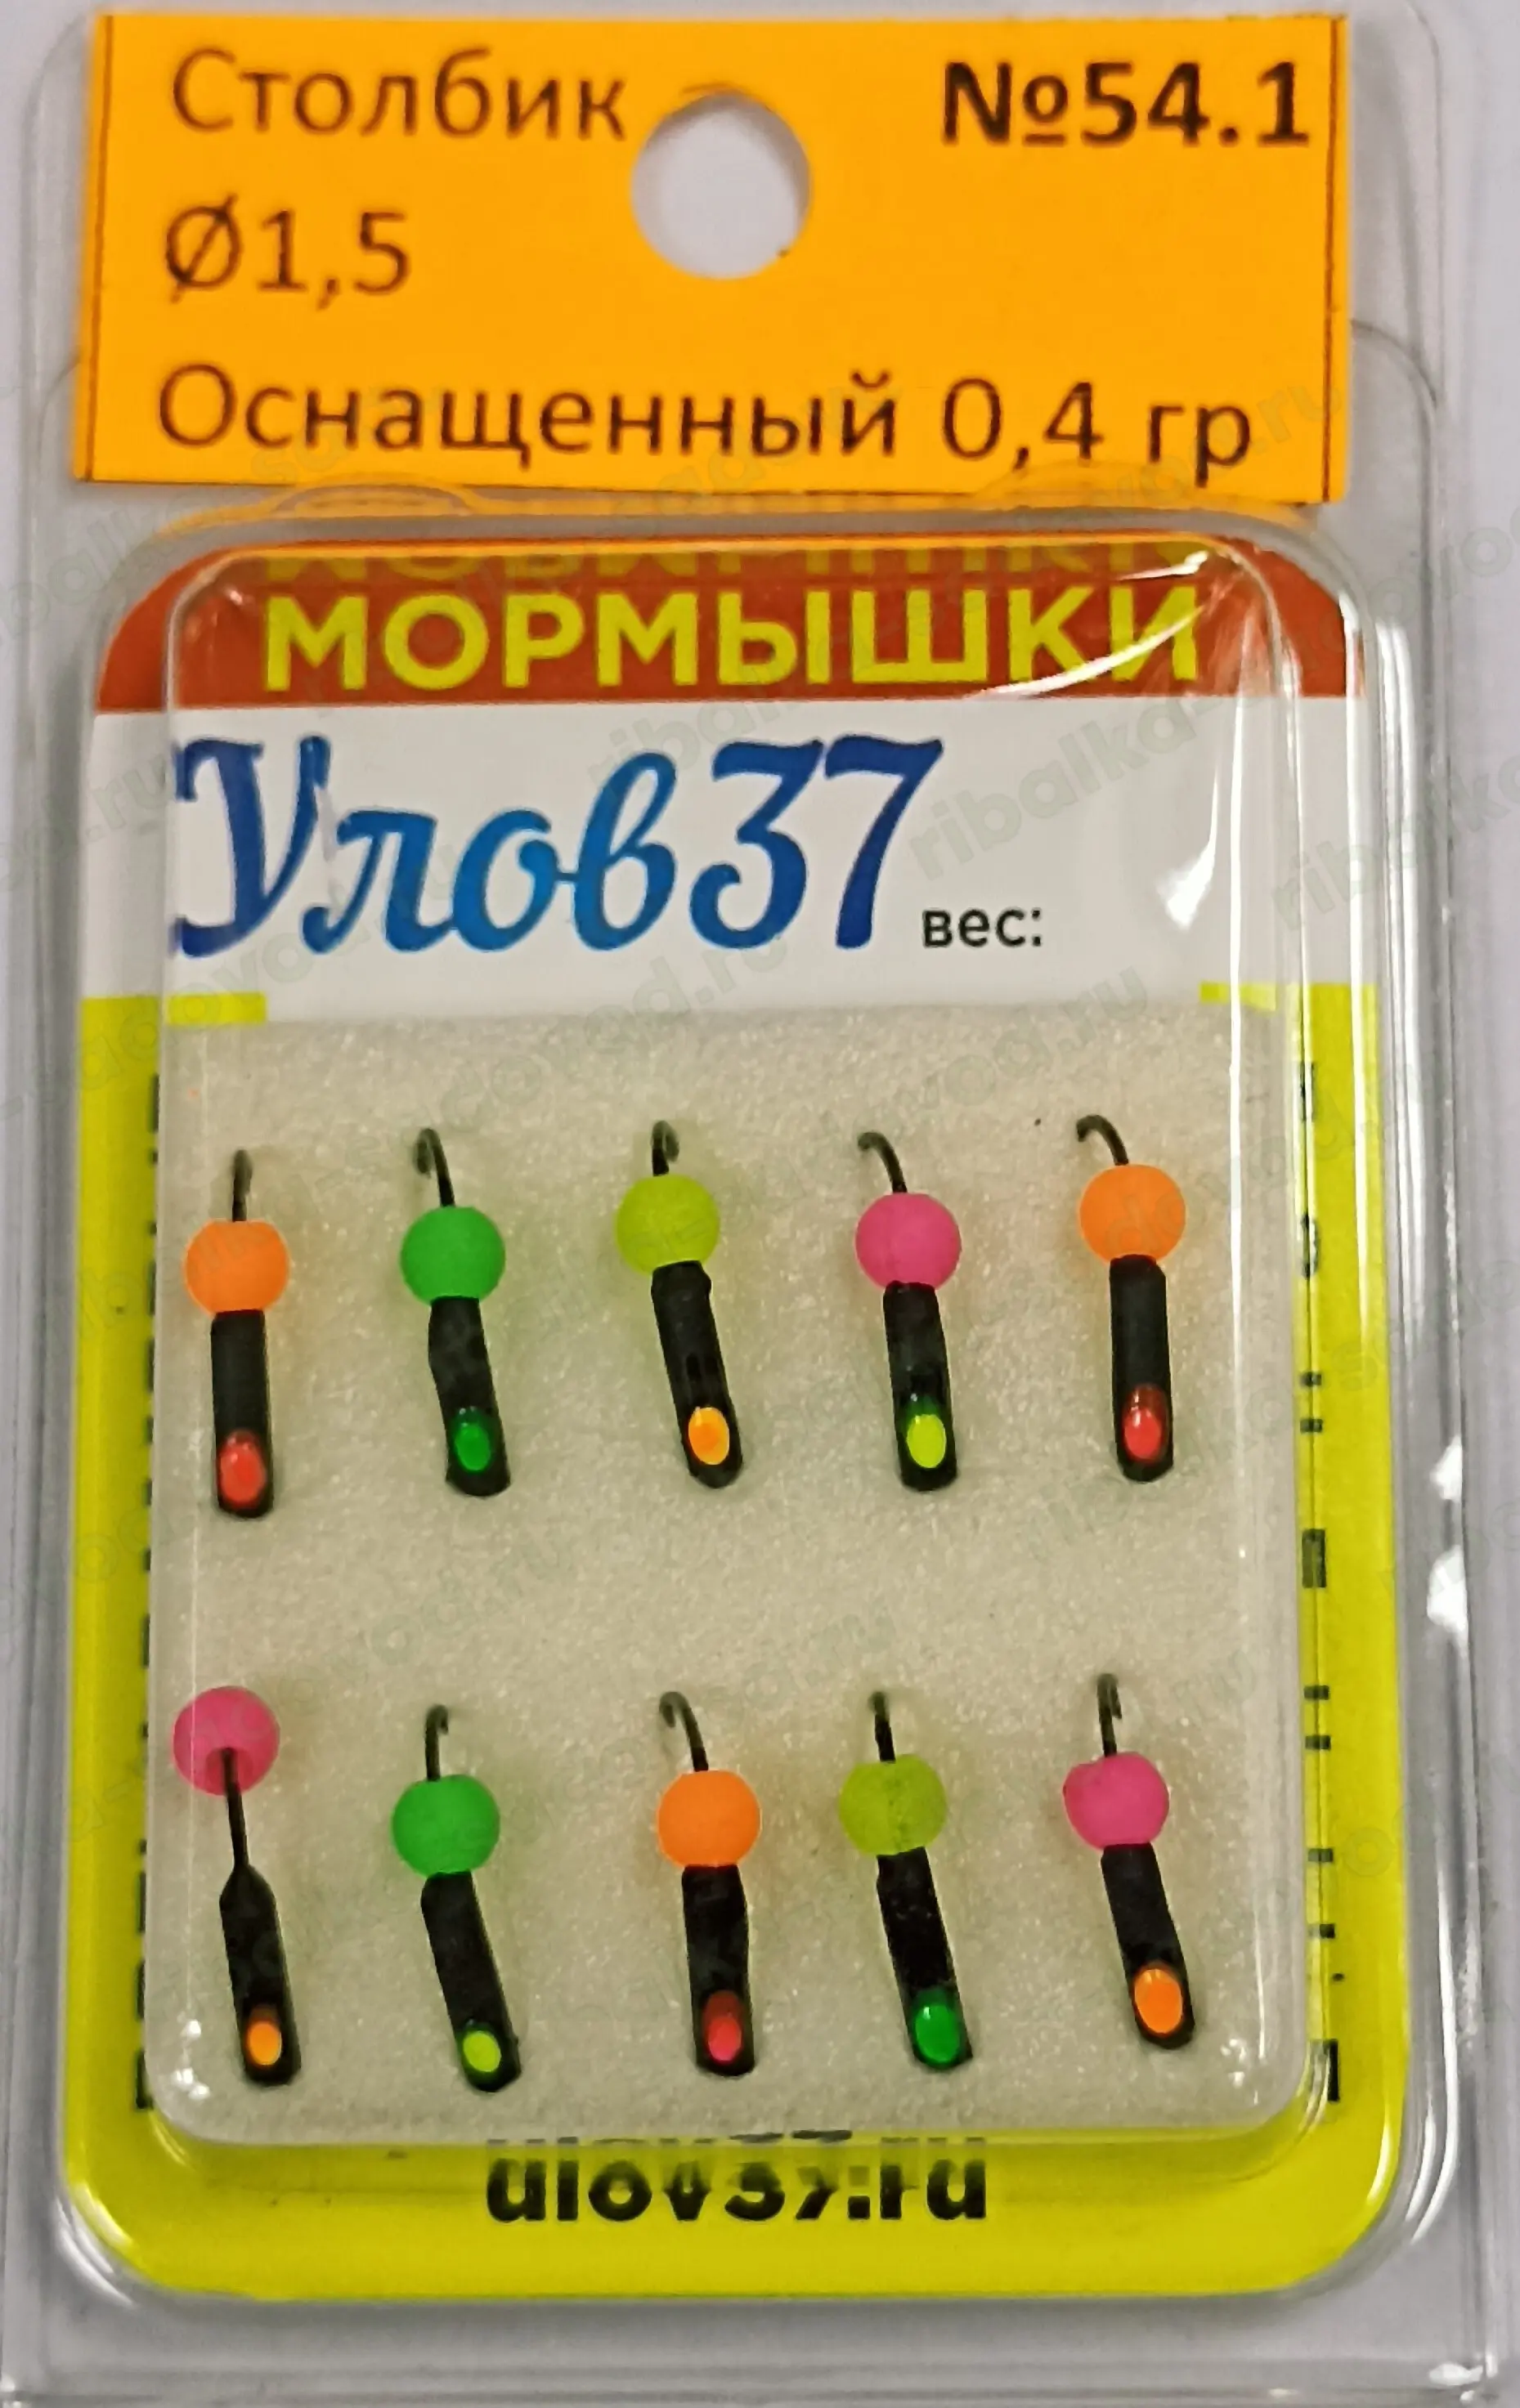 Столбик №54.1
Ø1,5
Оснащенный 0,4 гр
МОРМЫШКИ
Улов37
вес:
ulov37.ru